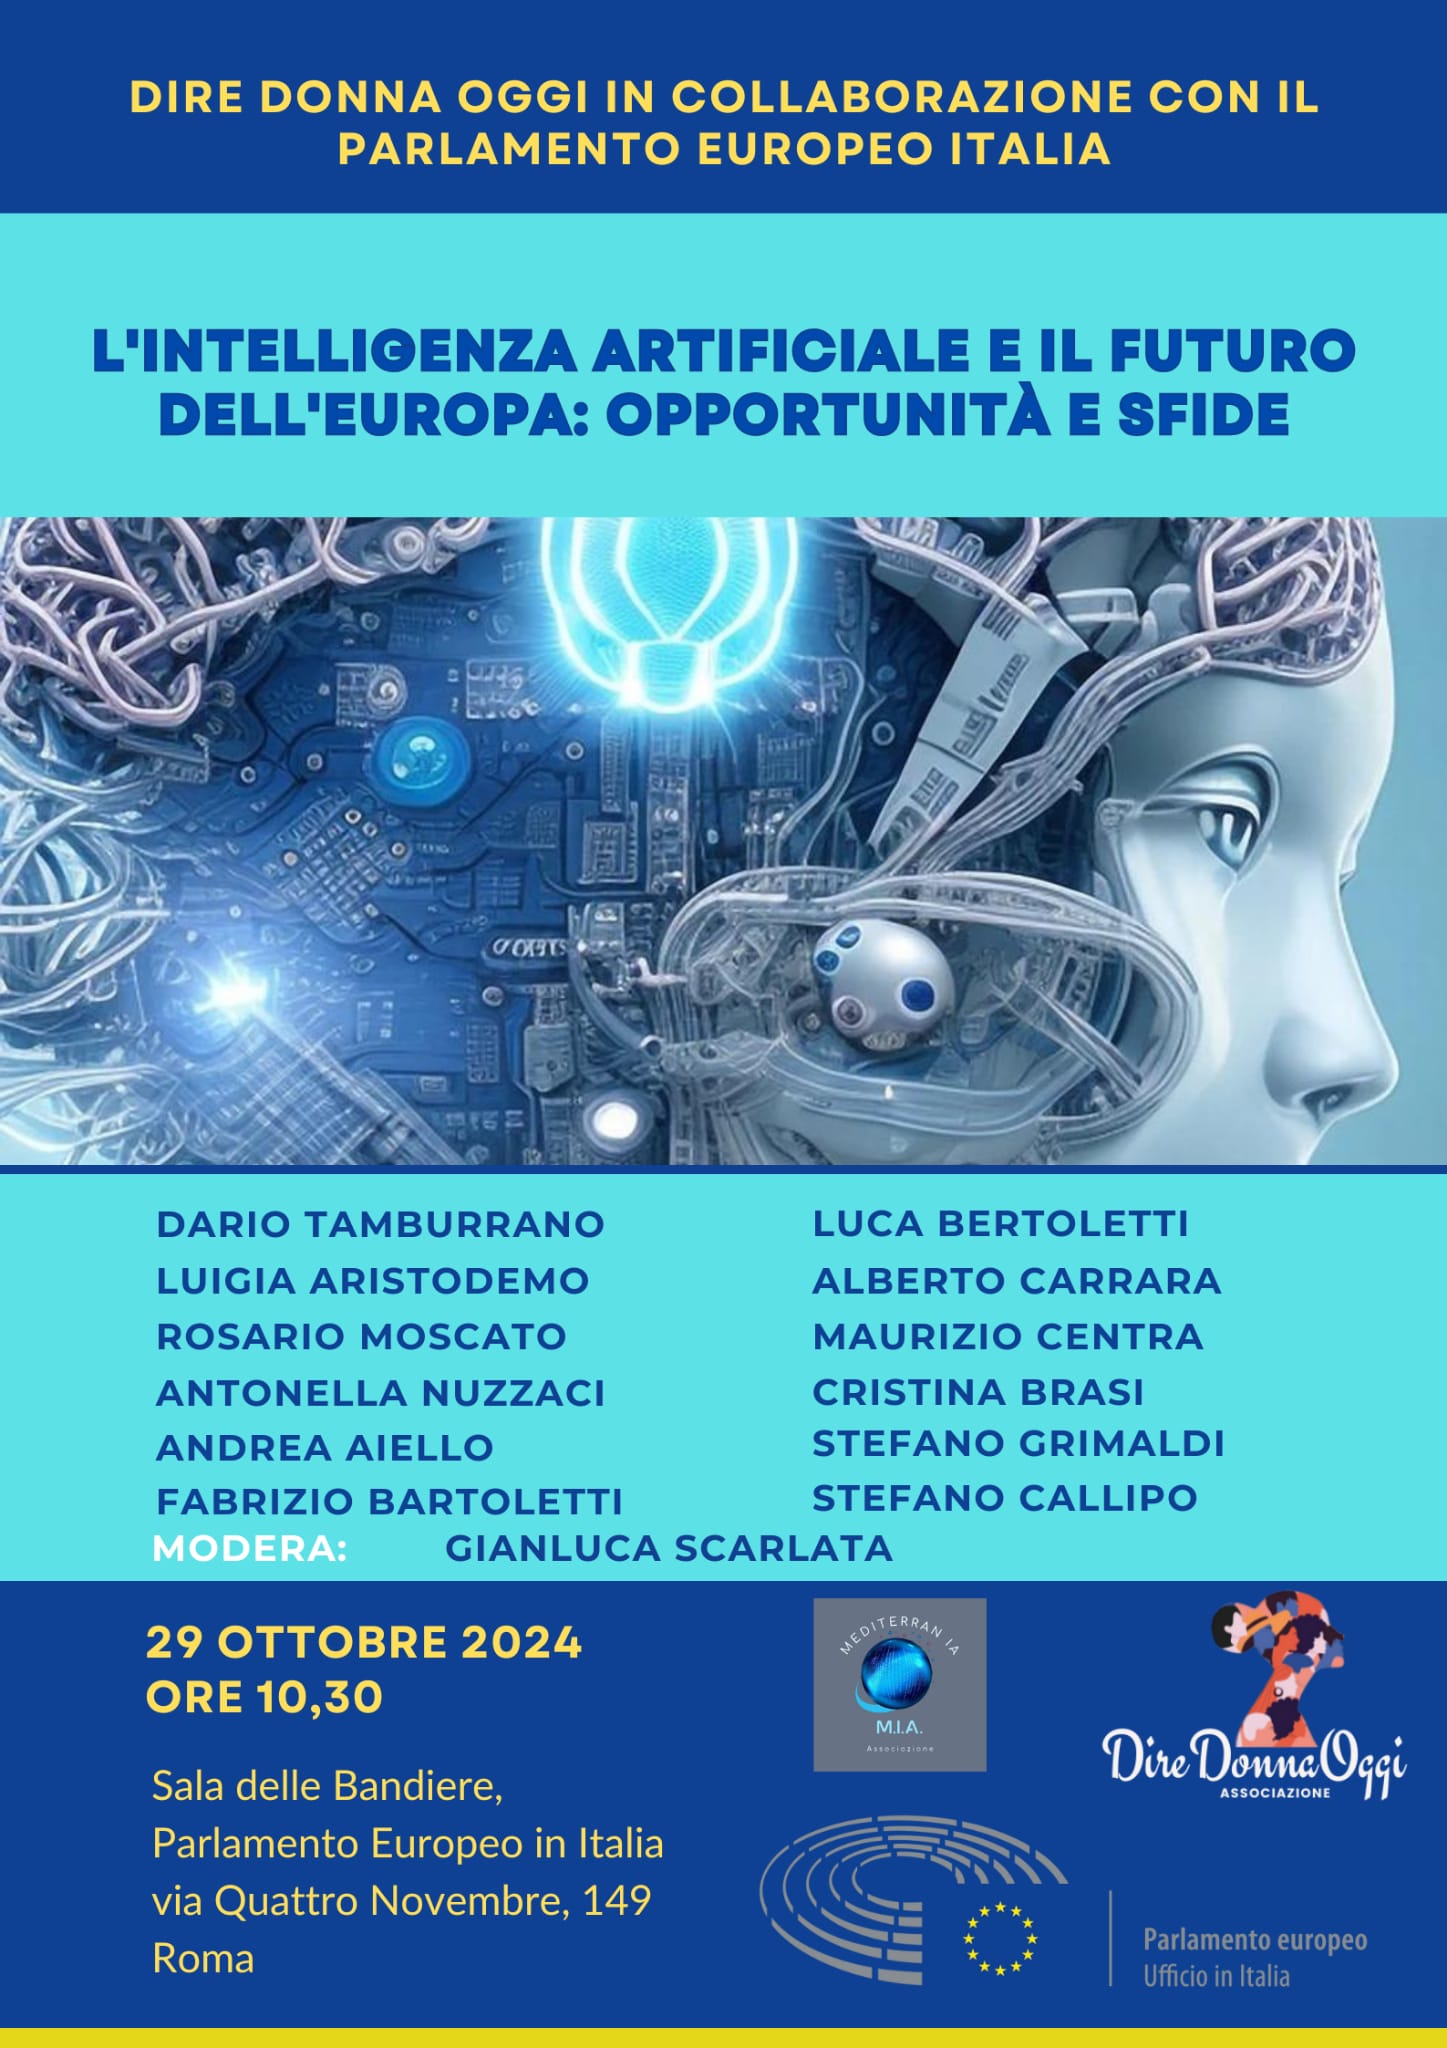 DIRE DONNA OGGI IN COLLABORAZIONE CON IL
PARLAMENTO EUROPEO ITALIA
L'INTELLIGENZA ARTIFICIALE E IL FUTURO
DELL'EUROPA: OPPORTUNITÀ E SFIDE
DARIO TAMBURRANO
LUIGIA ARISTODEMO
ROSARIO MOSCATO
ANTONELLA NUZZACI
ANDREA AIELLO
FABRIZIO BARTOLETTI
LUCA BERTOLETTI
ALBERTO CARRARA
MAURIZIO CENTRA
CRISTINA BRASI
STEFANO GRIMALDI
STEFANO CALLIPO
MODERA: GIANLUCA SCARLATA
29 OTTOBRE 2024
ORE 10,30
Sala delle Bandiere,
Parlamento Europeo in Italia
via Quattro Novembre, 149
Roma
MEDITERRAN IA
M.I.A.
Associazione
Dire Donna Oggi
ASSOCIAZIONE
Parlamento europeo
Ufficio in Italia